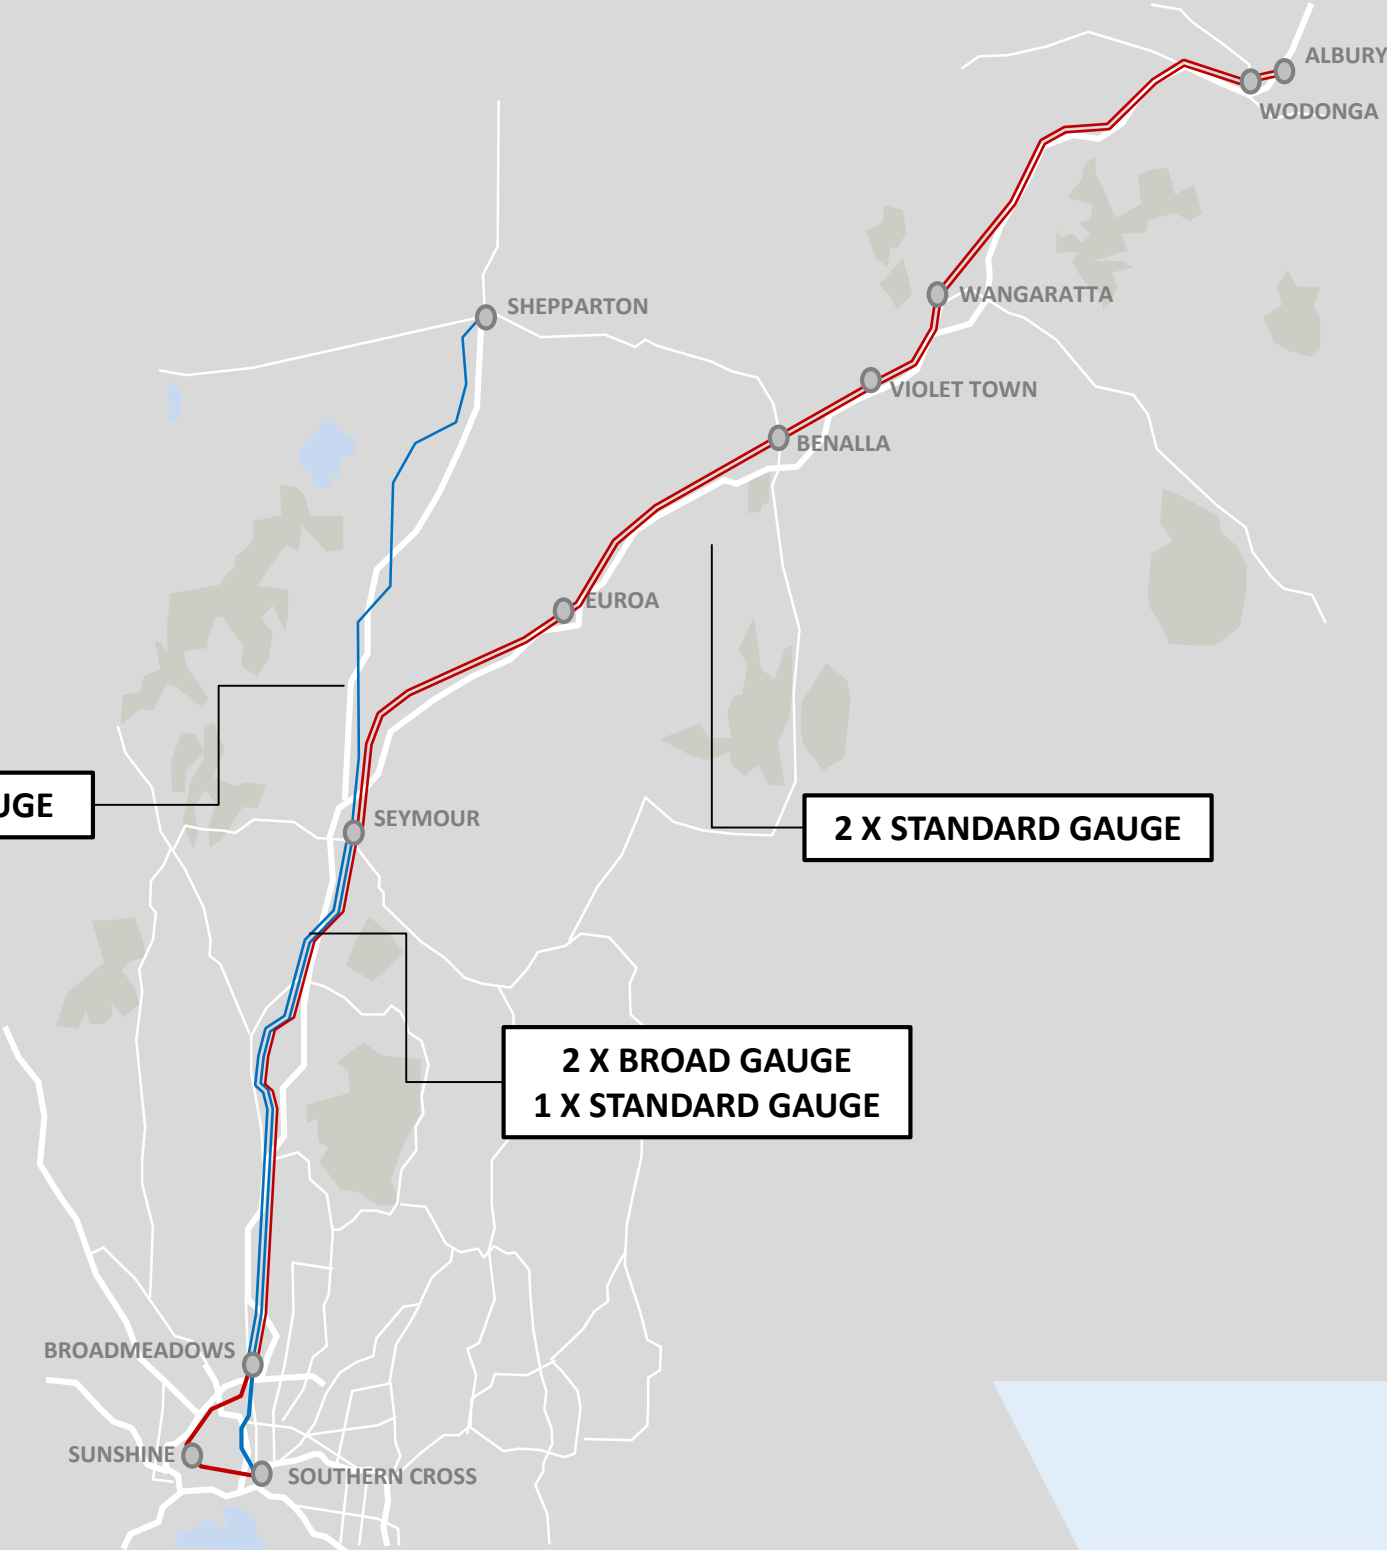 ALBURY
WODONGA
WANGARATTA
SHEPPARTON
VIOLET TOWN
BENALLA
EUROA
UGE
SEYMOUR
2 X STANDARD GAUGE
2 X BROAD GAUGE
1 X STANDARD GAUGE
BROADMEADOWS
SUNSHINE
SOUTHERN CROSS